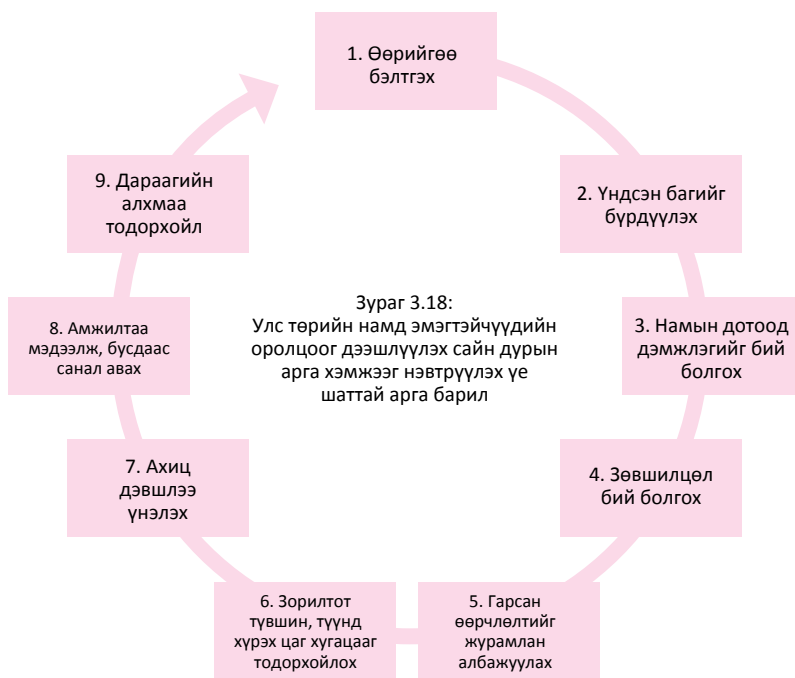 1. Өөрийгөө
бэлтгэх
2. Үндсэн багийг
бүрдүүлэх
3. Намын дотоод
дэмжлэгийг бий
болгох
4. Зөвшилцөл
бий болгох
5. Гарсан
өөрчлөлтийг
журамлан
албажуулах
6. Зорилтот
түвшин, түүнд
хүрэх цаг хугацааг
тодорхойлох
7. Ахиц
дэвшлээ
үнэлэх
8. Амжилтаа
мэдээлж, бусдаас
санал авах
9. Дараагийн
алхмаа
тодорхойл
Зураг 3.18:
Улс төрийн намд эмэгтэйчүүдийн
оролцоог дээшлүүлэх сайн дурын
арга хэмжээг нэвтрүүлэх үе
шаттай арга барил